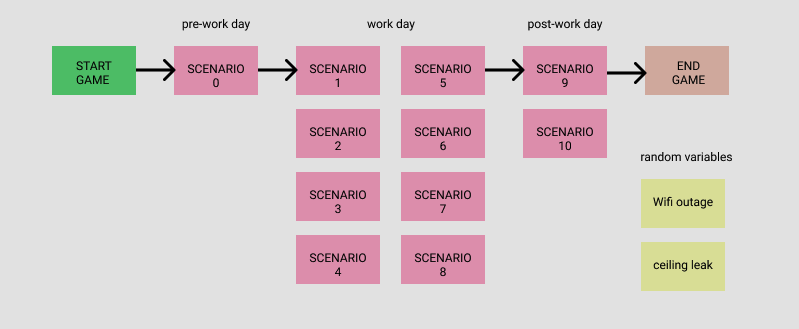 pre-work day
work day
post-work day
START
GAME
SCENARIO
0
SCENARIO
1
SCENARIO
5
SCENARIO
9
END
GAME
SCENARIO
2
SCENARIO
6
SCENARIO
10
random variables
SCENARIO
3
SCENARIO
7
Wifi outage
SCENARIO
4
SCENARIO
8
ceiling leak